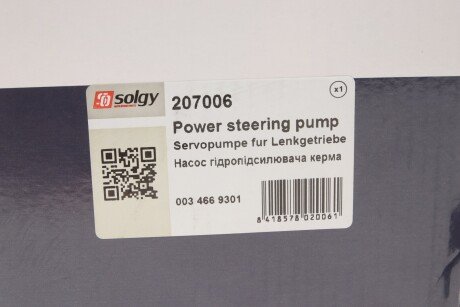 solgy
207006
x1
Power steering pump
Servopumpe fur Lenkgetriebe
Насос гідропідсилювача керма
003 466 9301
8 418578 020061